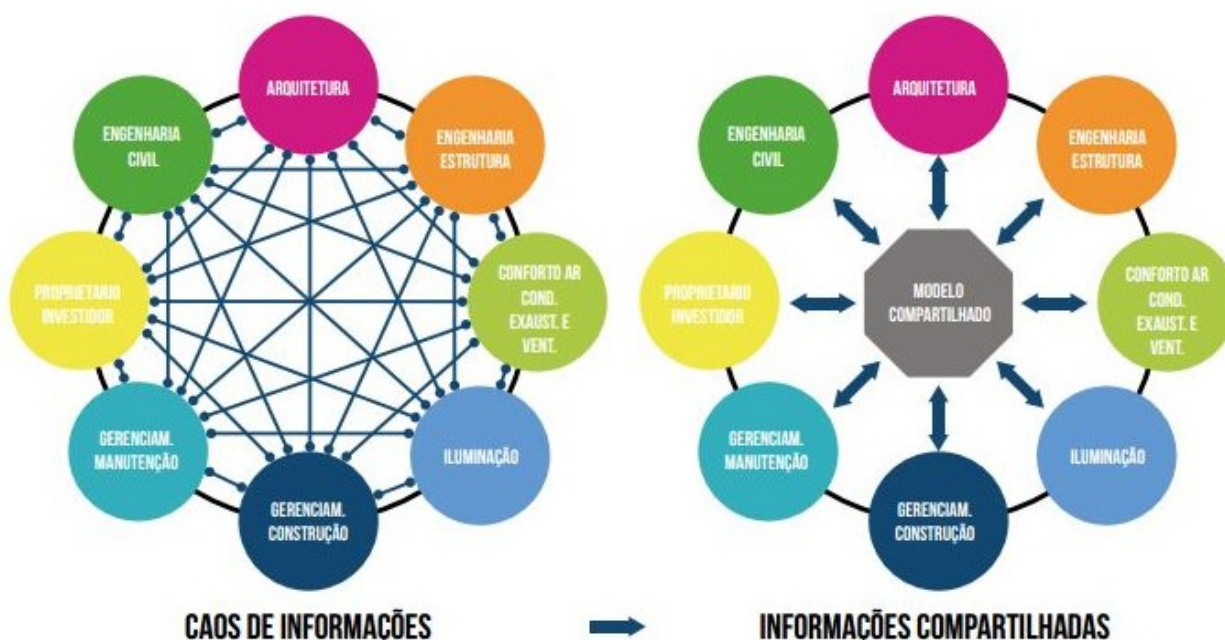 ARQUITETURA
ENGENHARIA
CIVIL
ENGENHARIA
ESTRUTURA
PROPRIETARIO
INVESTIDOR
CONFORTO AR
COND.
EXAUST. E
VENT.
GERENCIAM.
MANUTENÇÃO
ILUMINAÇÃO
GERENCIAM.
CONSTRUÇÃO
CAOS DE INFORMAÇÕES
ARQUITETURA
ENGENHARIA
CIVIL
ENGENHARIA
ESTRUTURA
PROPRIETARIO
INVESTIDOR
MODELO
COMPARTILHADO
CONFORTO AR
COND.
EXAUST. E
VENT.
GERENCIAM.
MANUTENÇÃO
ILUMINAÇÃO
GERENCIAM.
CONSTRUÇÃO
INFORMAÇÕES COMPARTILHADAS